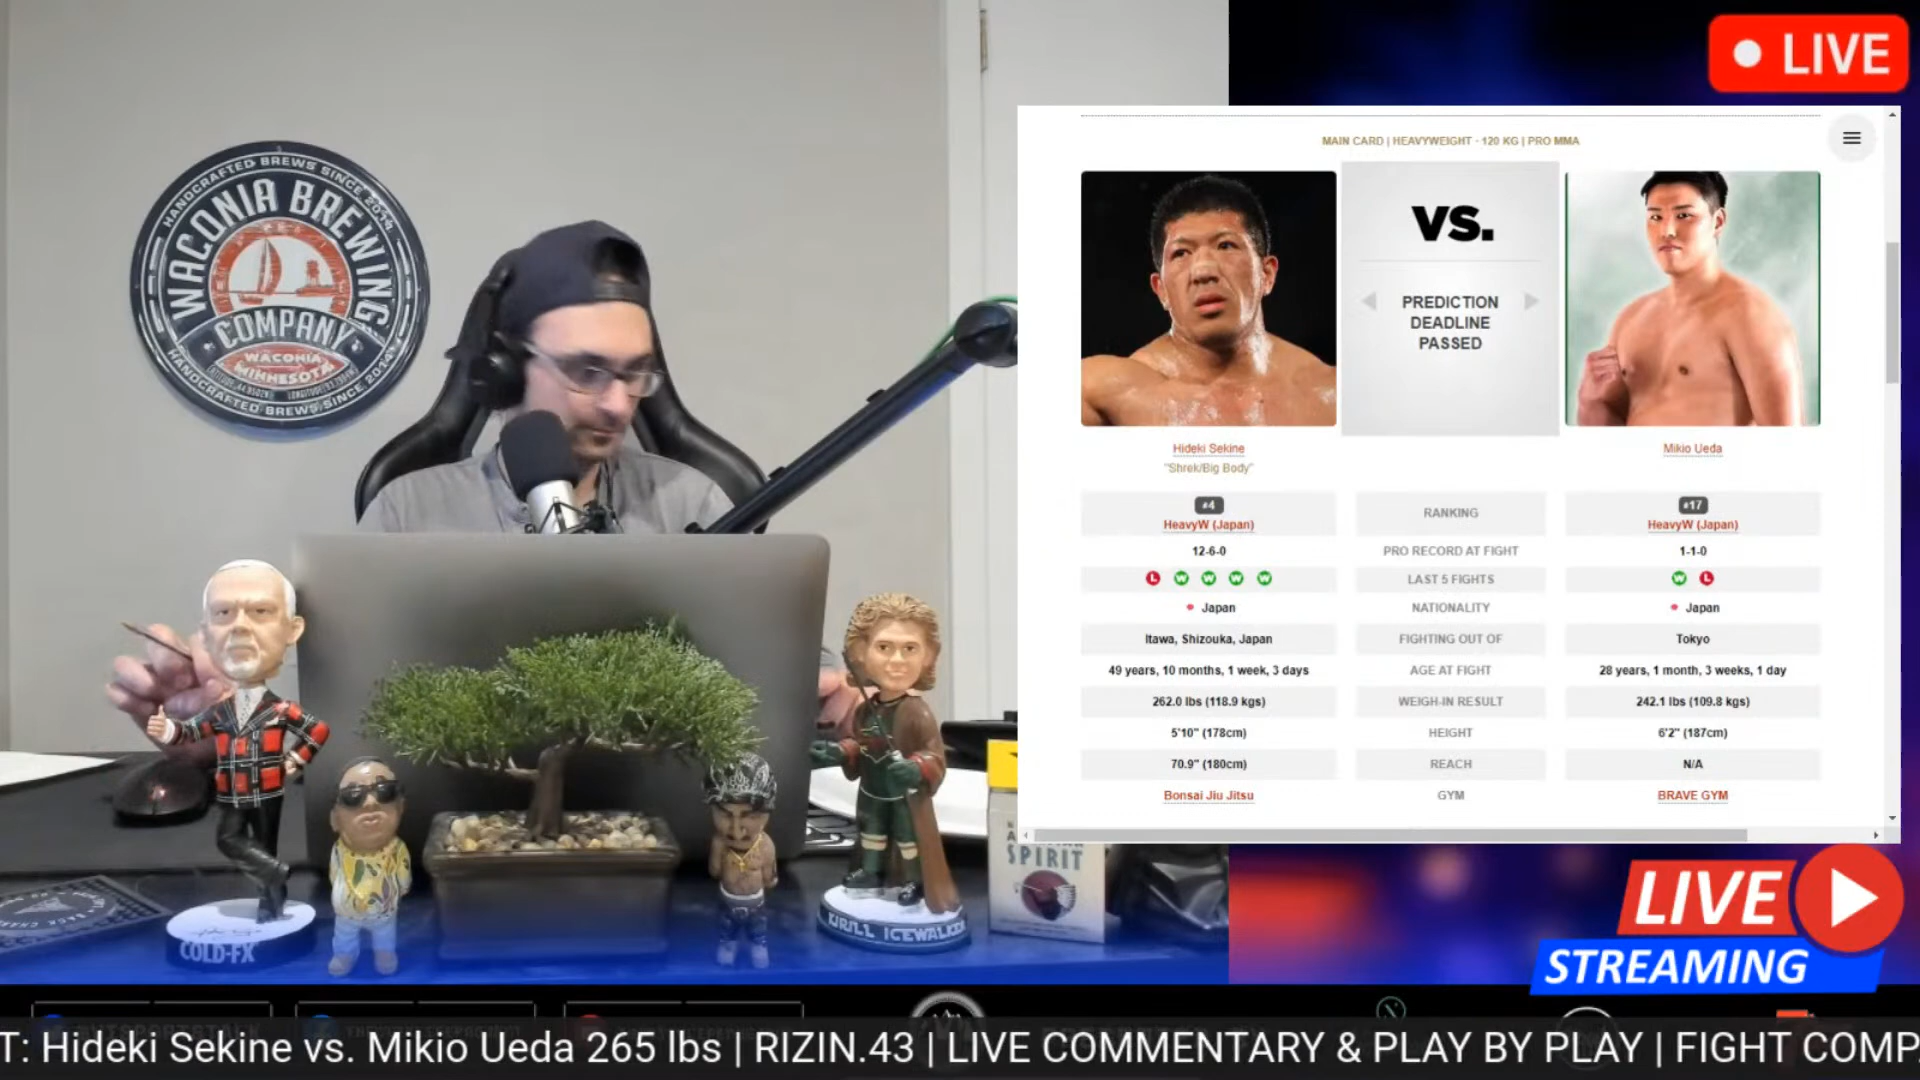 LIVE
HANDCRAFTED BREWS SINCE 2014
WACONIA BREWING
COMPANY
WACONIA
MINNESOTA
HANDCRAFTED BREWS SINCE 2014
MAIN CARD | HEAVYWEIGHT · 120 KG | PRO MMA
VS.
PREDICTION
DEADLINE
PASSED
Hideki Sekine
"Shrek/Big Body"
Mikio Ueda
#4
HeavyW (Japan)
RANKING
#17
HeavyW (Japan)
12-6-0 PRO RECORD AT FIGHT 1-1-0
L W W W W LAST 5 FIGHTS W L
Japan NATIONALITY Japan
Itawa, Shizouka, Japan FIGHTING OUT OF Tokyo
49 years, 10 months, 1 week, 3 days AGE AT FIGHT 28 years, 1 month, 3 weeks, 1 day
262.0 lbs (118.9 kgs) WEIGH-IN RESULT 242.1 lbs (109.8 kgs)
5'10" (178cm) HEIGHT 6'2" (187cm)
70.9" (180cm) REACH N/A
Bonsai Jiu Jitsu GYM BRAVE GYM
SPIRIT
COLD-FX
KIRILL ICEWALKER
LIVE
STREAMING
T: Hideki Sekine vs. Mikio Ueda 265 lbs | RIZIN.43 | LIVE COMMENTARY & PLAY BY PLAY | FIGHT COMP